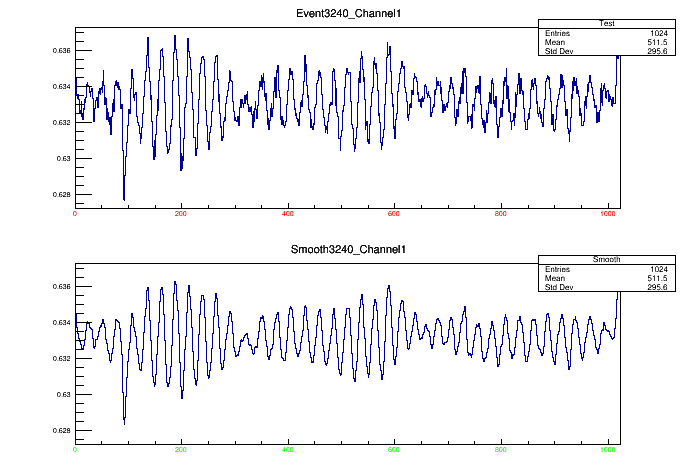 Event3240_Channel1
Test
Entries 1024
Mean 511.5
Std Dev 295.6
0.636
0.634
0.632
0.63
0.628
0 200 400 600 800 1000
Smooth3240_Channel1
Smooth
Entries 1024
Mean 511.5
Std Dev 295.6
0.636
0.634
0.632
0.63
0.628
0 200 400 600 800 1000